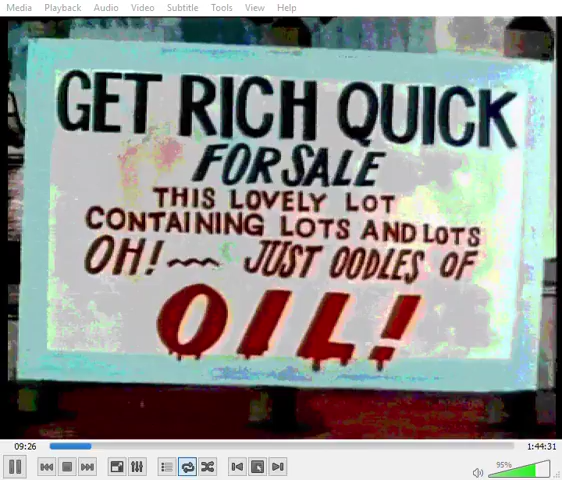 Media Playback Audio Video Subtitle Tools View Help
GET RICH QUICK
FOR SALE
THIS LOVELY LOT
CONTAINING LOTS AND LOTS
OH! ~~ JUST OODLES OF
OIL!
09:26 1:44:31
95%